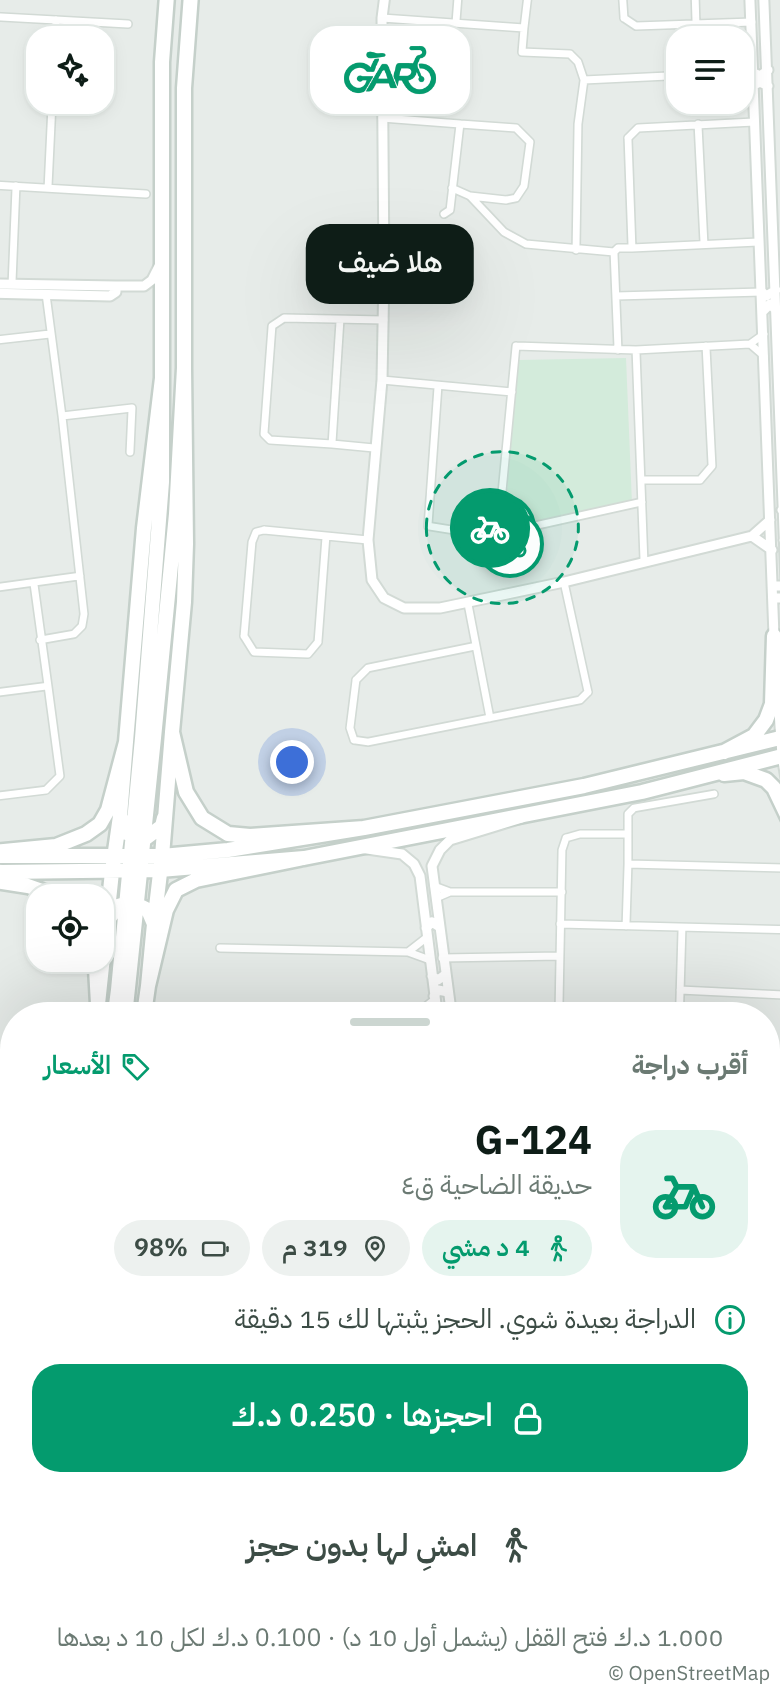 GARI
هلا ضيف
أقرب دراجة
الأسعار
G-124
حديقة الضاحية ق٤
4 د مشي
319 م
98%
الدراجة بعيدة شوي. الحجز يثبتها لك 15 دقيقة
احجزها · 0.250 د.ك
امشِ لها بدون حجز
1.000 د.ك فتح القفل (يشمل أول 10 د) · 0.100 د.ك لكل 10 د بعدها
© OpenStreetMap